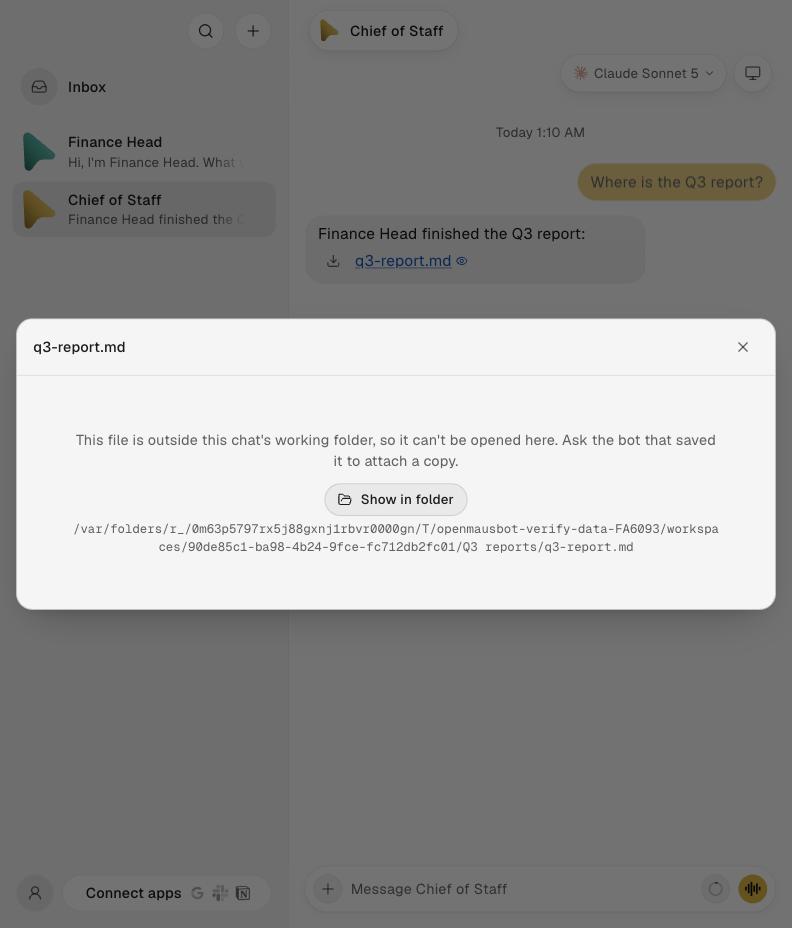 Chief of Staff
Claude Sonnet 5
Inbox
Finance Head
Hi, I'm Finance Head. What
Chief of Staff
Finance Head finished the
Today 1:10 AM
Where is the Q3 report?
Finance Head finished the Q3 report:
q3-report.md
q3-report.md
This file is outside this chat's working folder, so it can't be opened here. Ask the bot that saved
it to attach a copy.
Show in folder
/var/folders/r_/0m63p5797rx5j88gxnj1rbvr0000gn/T/openmausbot-verify-data-FA6093/workspa
ces/90de85c1-ba98-4b24-9fce-fc712db2fc01/Q3 reports/q3-report.md
Connect apps
Message Chief of Staff